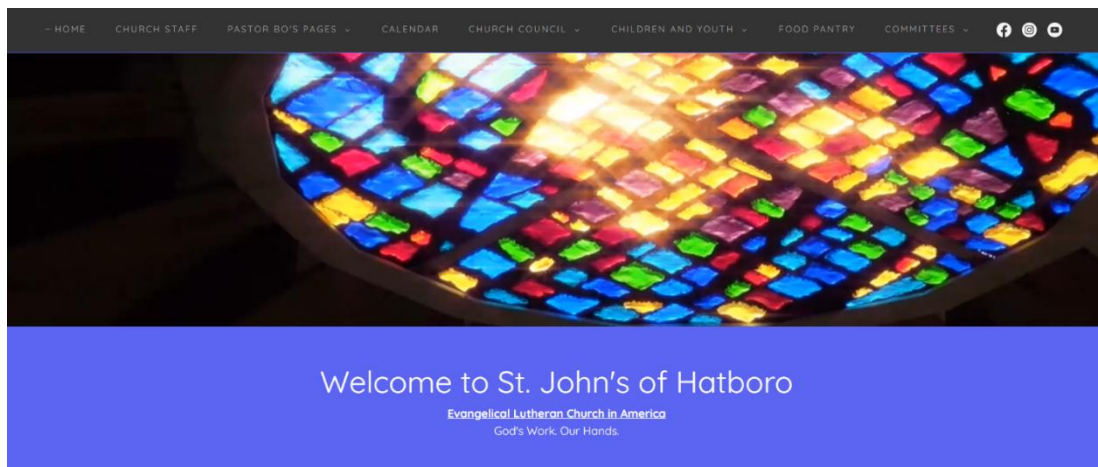 – HOME CHURCH STAFF PASTOR BO'S PAGES CALENDAR CHURCH COUNCIL CHILDREN AND YOUTH FOOD PANTRY COMMITTEES
Welcome to St. John's of Hatboro
Evangelical Lutheran Church in America
God's Work. Our Hands.